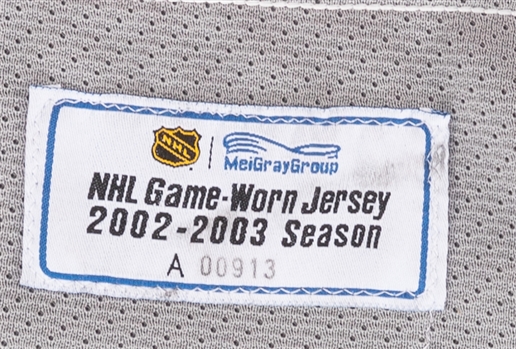 NHL
MeiGrayGroup
NHL Game-Worn Jersey
2002-2003 Season
A 00913